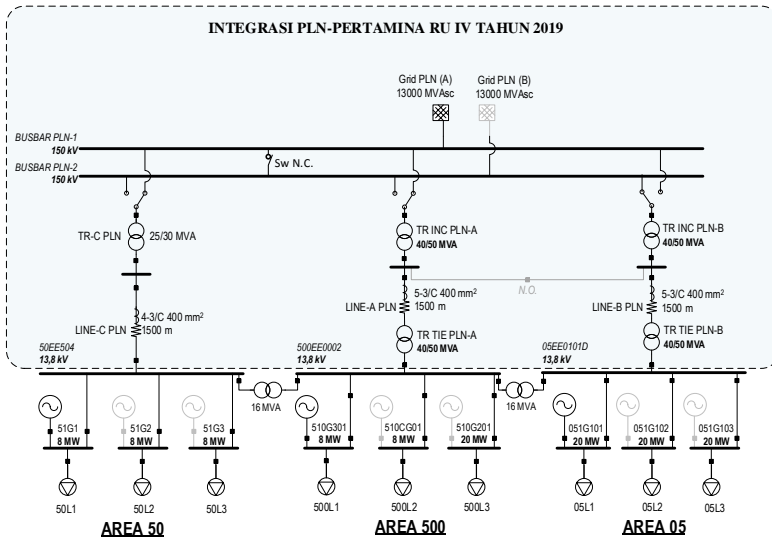 INTEGRASI PLN-PERTAMINA RU IV TAHUN 2019
Grid PLN (A)
13000 MVAsc
Grid PLN (B)
13000 MVAsc
BUSBAR PLN-1
150 kV
Sw N.C.
BUSBAR PLN-2
150 kV
TR-C PLN
25/30 MVA
TR INC PLN-A
40/50 MVA
TR INC PLN-B
40/50 MVA
N.O.
4-3/C 400 mm²
1500 m
LINE-C PLN
5-3/C 400 mm²
1500 m
LINE-A PLN
5-3/C 400 mm²
1500 m
LINE-B PLN
TR TIE PLN-A
40/50 MVA
TR TIE PLN-B
40/50 MVA
50EE504
13,8 kV
500EE0002
13,8 kV
05EE0101D
13,8 kV
16 MVA
16 MVA
51G1
8 MW
51G2
8 MW
51G3
8 MW
510G301
8 MW
510CG01
8 MW
510G201
20 MW
051G101
20 MW
051G102
20 MW
051G103
20 MW
50L1
50L2
50L3
500L1
500L2
500L3
05L1
05L2
05L3
AREA 50
AREA 500
AREA 05